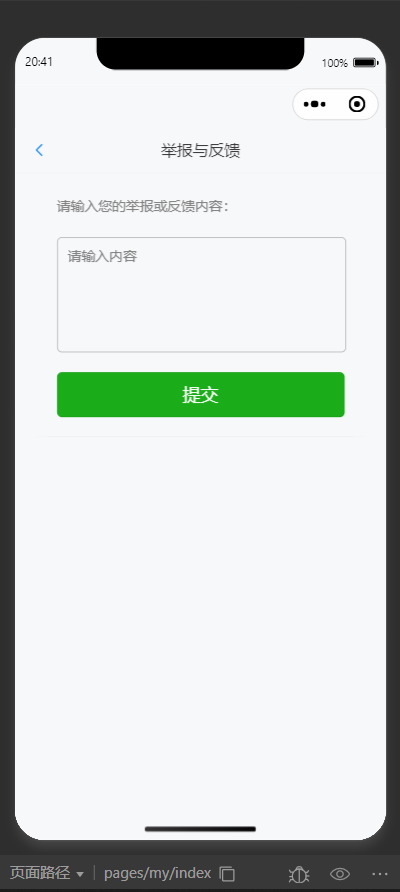 20:41
100%
举报与反馈
请输入您的举报或反馈内容：
请输入内容
提交
页面路径
pages/my/index